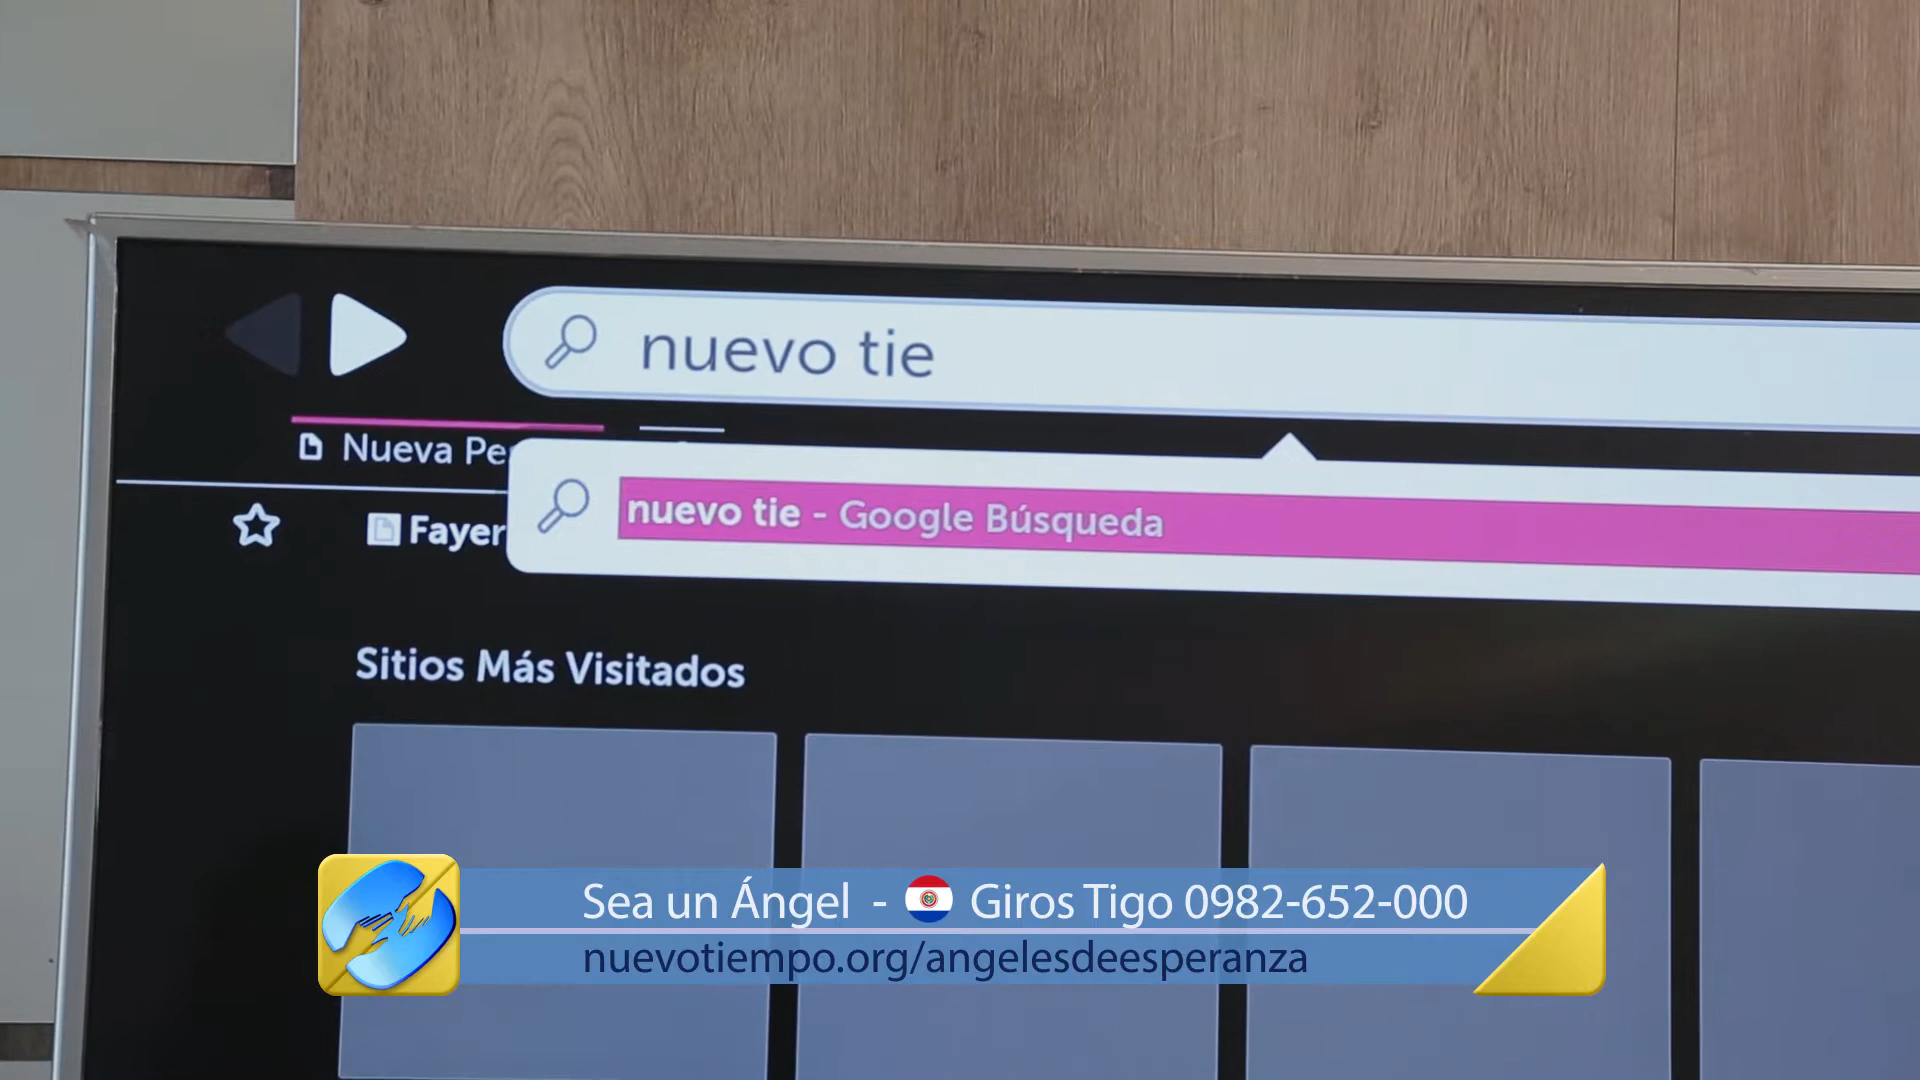 nuevo tie
Nueva Pe
nuevo tie - Google Búsqueda
Fayer
Sitios Más Visitados
Sea un Ángel - Giros Tigo 0982-652-000
nuevotiempo.org/angelesdeesperanza